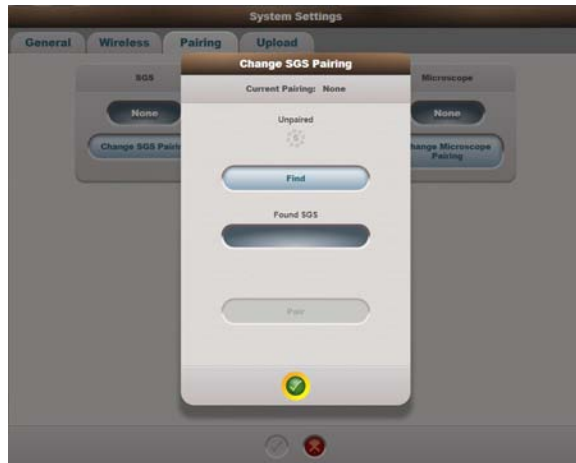 System Settings
General
Wireless
Pairing
Upload
Change SGS Pairing
Current Pairing: None
SGS
None
Change SGS Pairin
Unpaired
Find
Found SGS
Pair
Microscope
None
hange Microscope
Pairing